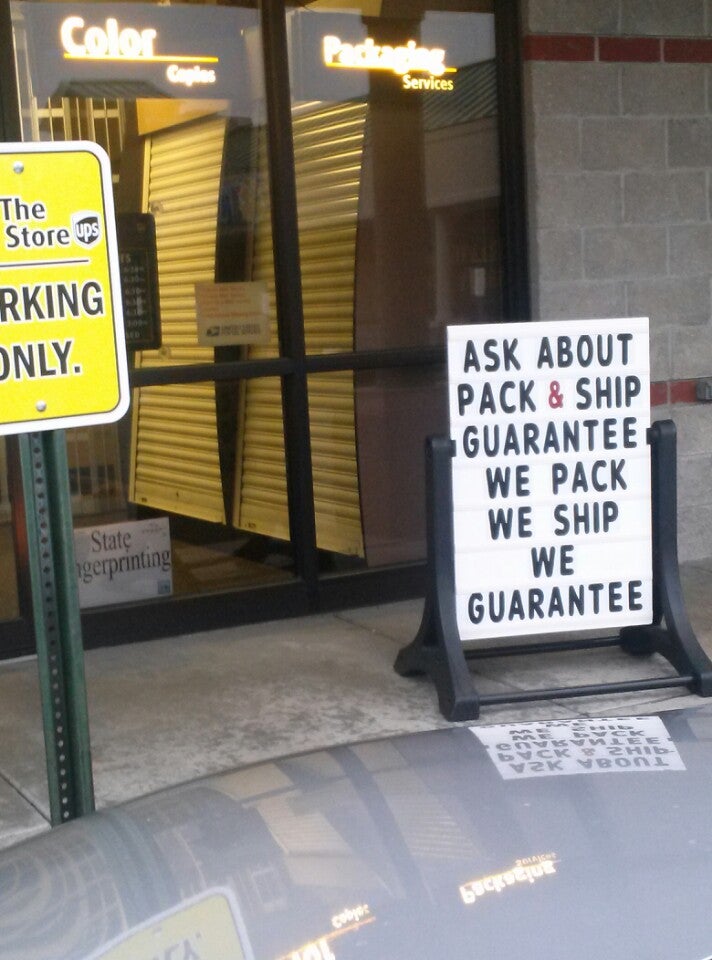 Color
Copies
Packaging
Services
The
Store ups
RKING
ONLY.
State
gerprinting
ASK ABOUT
PACK & SHIP
GUARANTEE
WE PACK
WE SHIP
WE
GUARANTEE